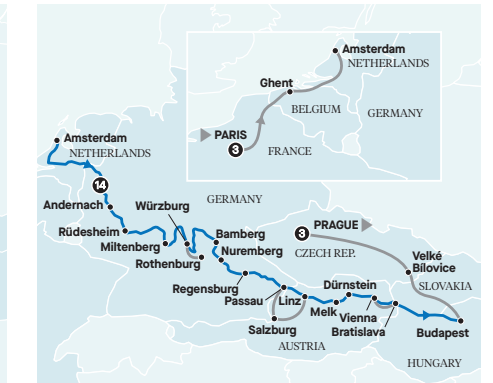 Amsterdam
NETHERLANDS
Ghent
BELGIUM
GERMANY
PARIS
3
FRANCE
Amsterdam
NETHERLANDS
14
GERMANY
Andernach
Würzburg
Rüdesheim
Bamberg
3
PRAGUE
Miltenberg
Nuremberg
CZECH REP.
Rothenburg
Velké
Bílovice
Regensburg
Dürnstein
SLOVAKIA
Passau
Linz
Melk
Vienna
Salzburg
Bratislava
Budapest
AUSTRIA
HUNGARY